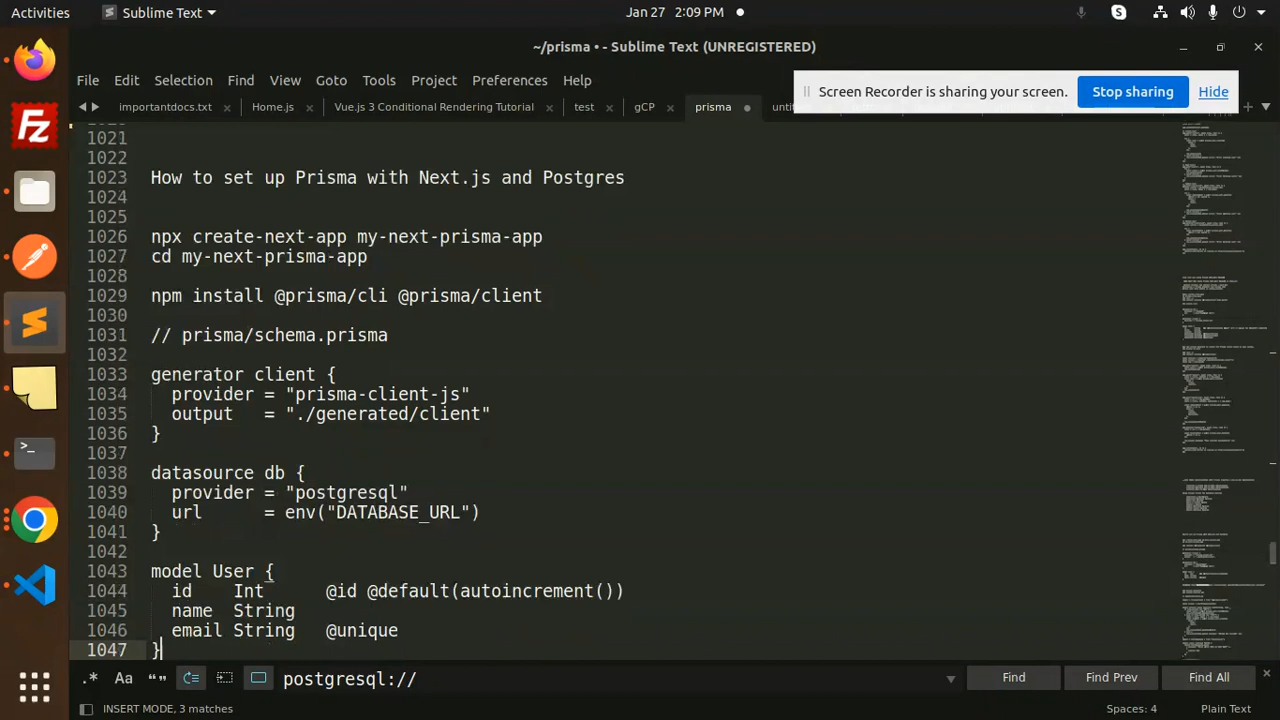 Activities Sublime Text Jan 27 2:09 PM
~/prisma • - Sublime Text (UNREGISTERED)
File Edit Selection Find View Goto Tools Project Preferences Help
Screen Recorder is sharing your screen. Stop sharing Hide
importantdocs.txt Home.js Vue.js 3 Conditional Rendering Tutorial test gCP prisma
1021
1022
1023 How to set up Prisma with Next.js and Postgres
1024
1025
1026 npx create-next-app my-next-prisma-app
1027 cd my-next-prisma-app
1028
1029 npm install @prisma/cli @prisma/client
1030
1031 // prisma/schema.prisma
1032
1033 generator client {
1034 provider = "prisma-client-js"
1035 output = "./generated/client"
1036 }
1037
1038 datasource db {
1039 provider = "postgresql"
1040 url = env("DATABASE_URL")
1041 }
1042
1043 model User {
1044 id Int @id @default(autoincrement())
1045 name String
1046 email String @unique
1047 }
.* Aa postgresql:// Find Find Prev Find All
INSERT MODE, 3 matches Spaces: 4 Plain Text